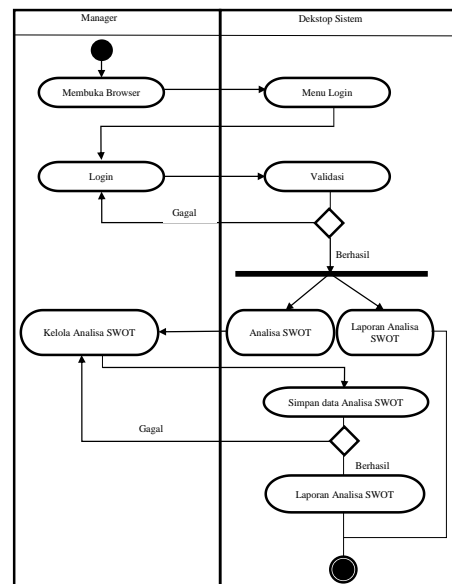 Manager
Dekstop Sistem
Membuka Browser
Menu Login
Login
Validasi
Gagal
Berhasil
Kelola Analisa SWOT
Analisa SWOT
Laporan Analisa
SWOT
Simpan data Analisa SWOT
Gagal
Berhasil
Laporan Analisa SWOT